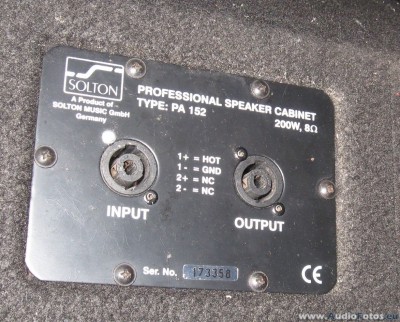 SOLTON
A Product of
SOLTON MUSIC GmbH
Germany
PROFESSIONAL SPEAKER CABINET
TYPE: PA 152
200W, 8Ω
1+ = HOT
1- = GND
2+ = NC
2- = NC
INPUT
OUTPUT
Ser. No. 173356
CE
www.AudioFotos.eu